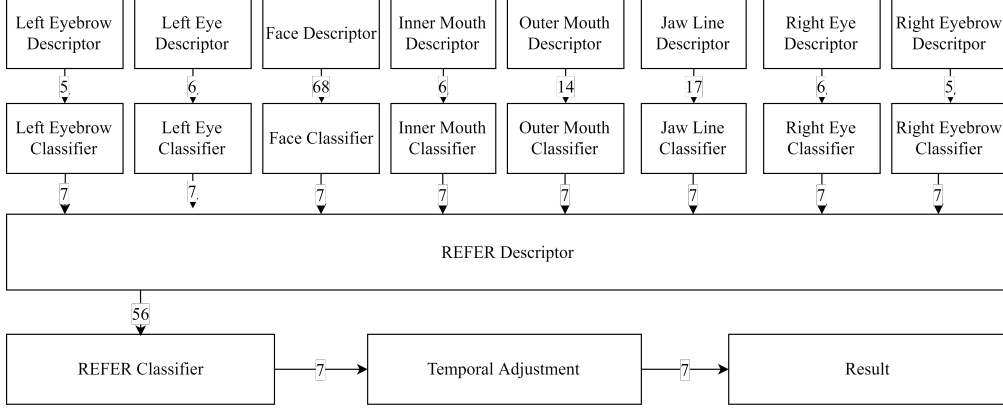 Left Eyebrow
Descriptor
Left Eye
Descriptor
Face Descriptor
Inner Mouth
Descriptor
Outer Mouth
Descriptor
Jaw Line
Descriptor
Right Eye
Descriptor
Right Eyebrow
Descritpor
5
6
68
6
14
17
6
5
Left Eyebrow
Classifier
Left Eye
Classifier
Face Classifier
Inner Mouth
Classifier
Outer Mouth
Classifier
Jaw Line
Classifier
Right Eye
Classifier
Right Eyebrow
Classifier
7
7
7
7
7
7
7
7
REFER Descriptor
56
REFER Classifier
7
Temporal Adjustment
7
Result